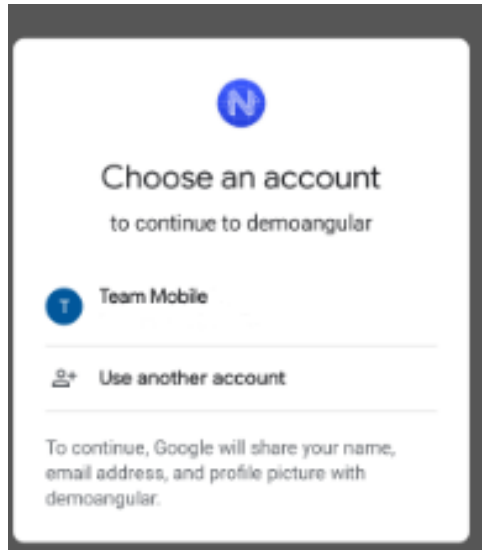 N
Choose an account
to continue to demoangular
T
Team Mobile
Use another account
To continue, Google will share your name,
email address, and profile picture with
demoangular.